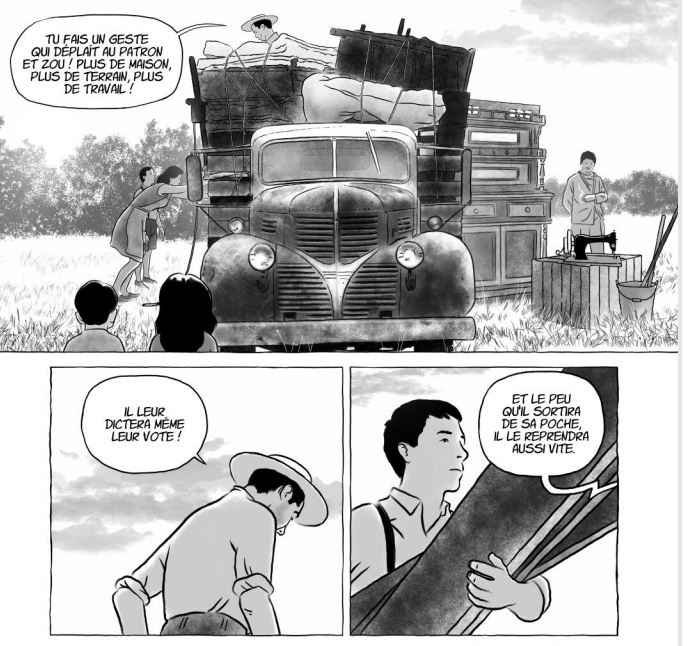 TU FAIS UN GESTE
QUI DÉPLAIT AU PATRON
ET ZOU ! PLUS DE MAISON,
PLUS DE TERRAIN, PLUS
DE TRAVAIL !
IL LEUR
DICTERA MÊME
LEUR VOTE !
ET LE PEU
QU'IL SORTIRA
DE SA POCHE,
IL LE REPRENDRA
AUSSI VITE.